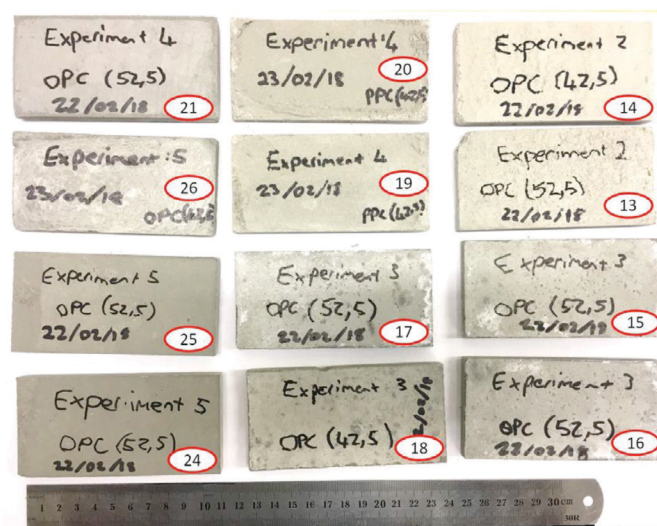 Experiment 4
OPC (52,5)
22/02/18
21
Experiment 4
23/02/18
20
PPC(42,5)
Experiment 2
OPC (42,5)
22/02/18
14
Experiment 5
23/02/18
26
OPC(42,5)
Experiment 4
23/02/18
19
PPC(42,5)
Experiment 2
OPC (52,5)
22/02/18
13
Experiment 5
OPC (52,5)
22/02/18
25
Experiment 3
OPC (52,5)
22/02/18
17
Experiment 3
OPC (52,5)
22/02/18
15
Experiment 5
OPC (52,5)
22/02/18
24
Experiment 3
OPC (42,5)
18
Experiment 3
OPC (52,5)
22/02/18
16
1 2 3 4 5 6 7 8 9 10 11 12 13 14 15 16 17 18 19 20 21 22 23 24 25 26 27 28 29 30cm
30R